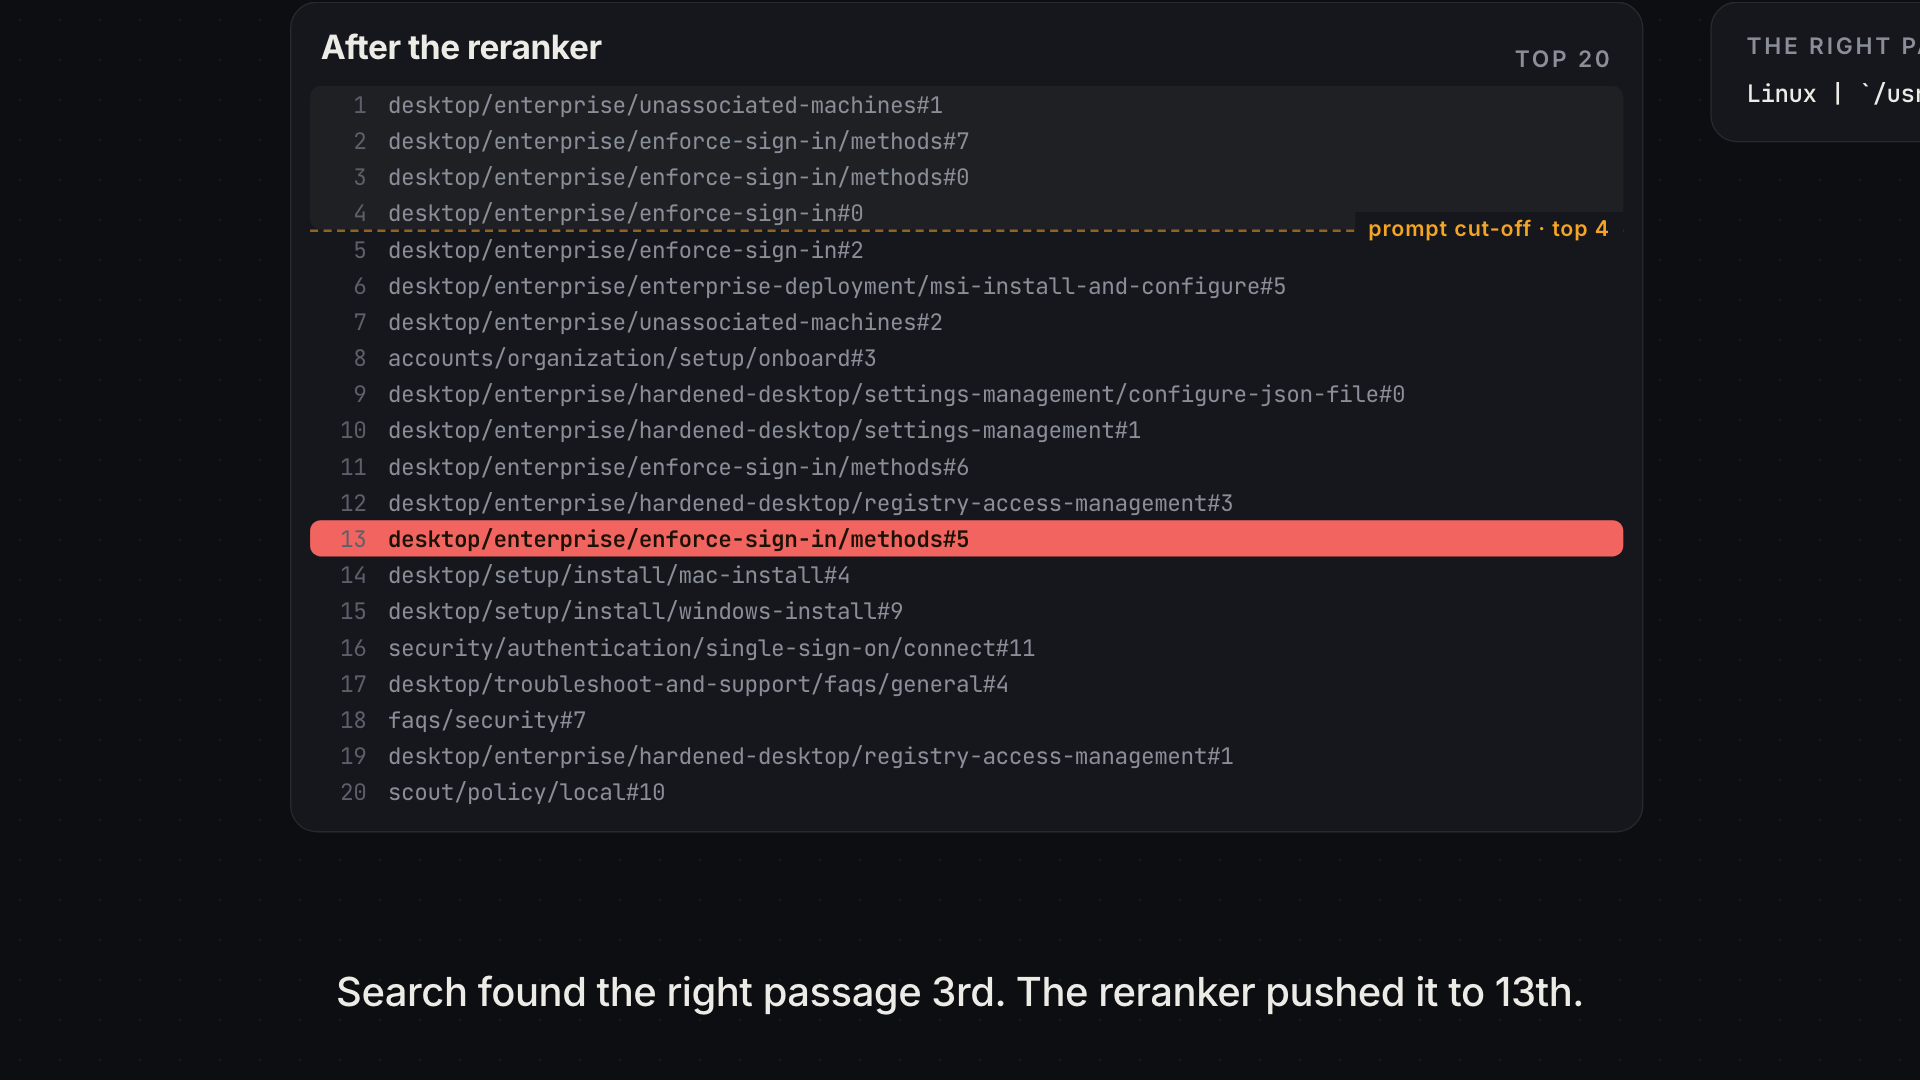 After the reranker
TOP 20
1 desktop/enterprise/unassociated-machines#1
2 desktop/enterprise/enforce-sign-in/methods#7
3 desktop/enterprise/enforce-sign-in/methods#0
4 desktop/enterprise/enforce-sign-in#0
prompt cut-off · top 4
5 desktop/enterprise/enforce-sign-in#2
6 desktop/enterprise/enterprise-deployment/msi-install-and-configure#5
7 desktop/enterprise/unassociated-machines#2
8 accounts/organization/setup/onboard#3
9 desktop/enterprise/hardened-desktop/settings-management/configure-json-file#0
10 desktop/enterprise/hardened-desktop/settings-management#1
11 desktop/enterprise/enforce-sign-in/methods#6
12 desktop/enterprise/hardened-desktop/registry-access-management#3
13 desktop/enterprise/enforce-sign-in/methods#5
14 desktop/setup/install/mac-install#4
15 desktop/setup/install/windows-install#9
16 security/authentication/single-sign-on/connect#11
17 desktop/troubleshoot-and-support/faqs/general#4
18 faqs/security#7
19 desktop/enterprise/hardened-desktop/registry-access-management#1
20 scout/policy/local#10
THE RIGHT
Linux | `/usr
Search found the right passage 3rd. The reranker pushed it to 13th.